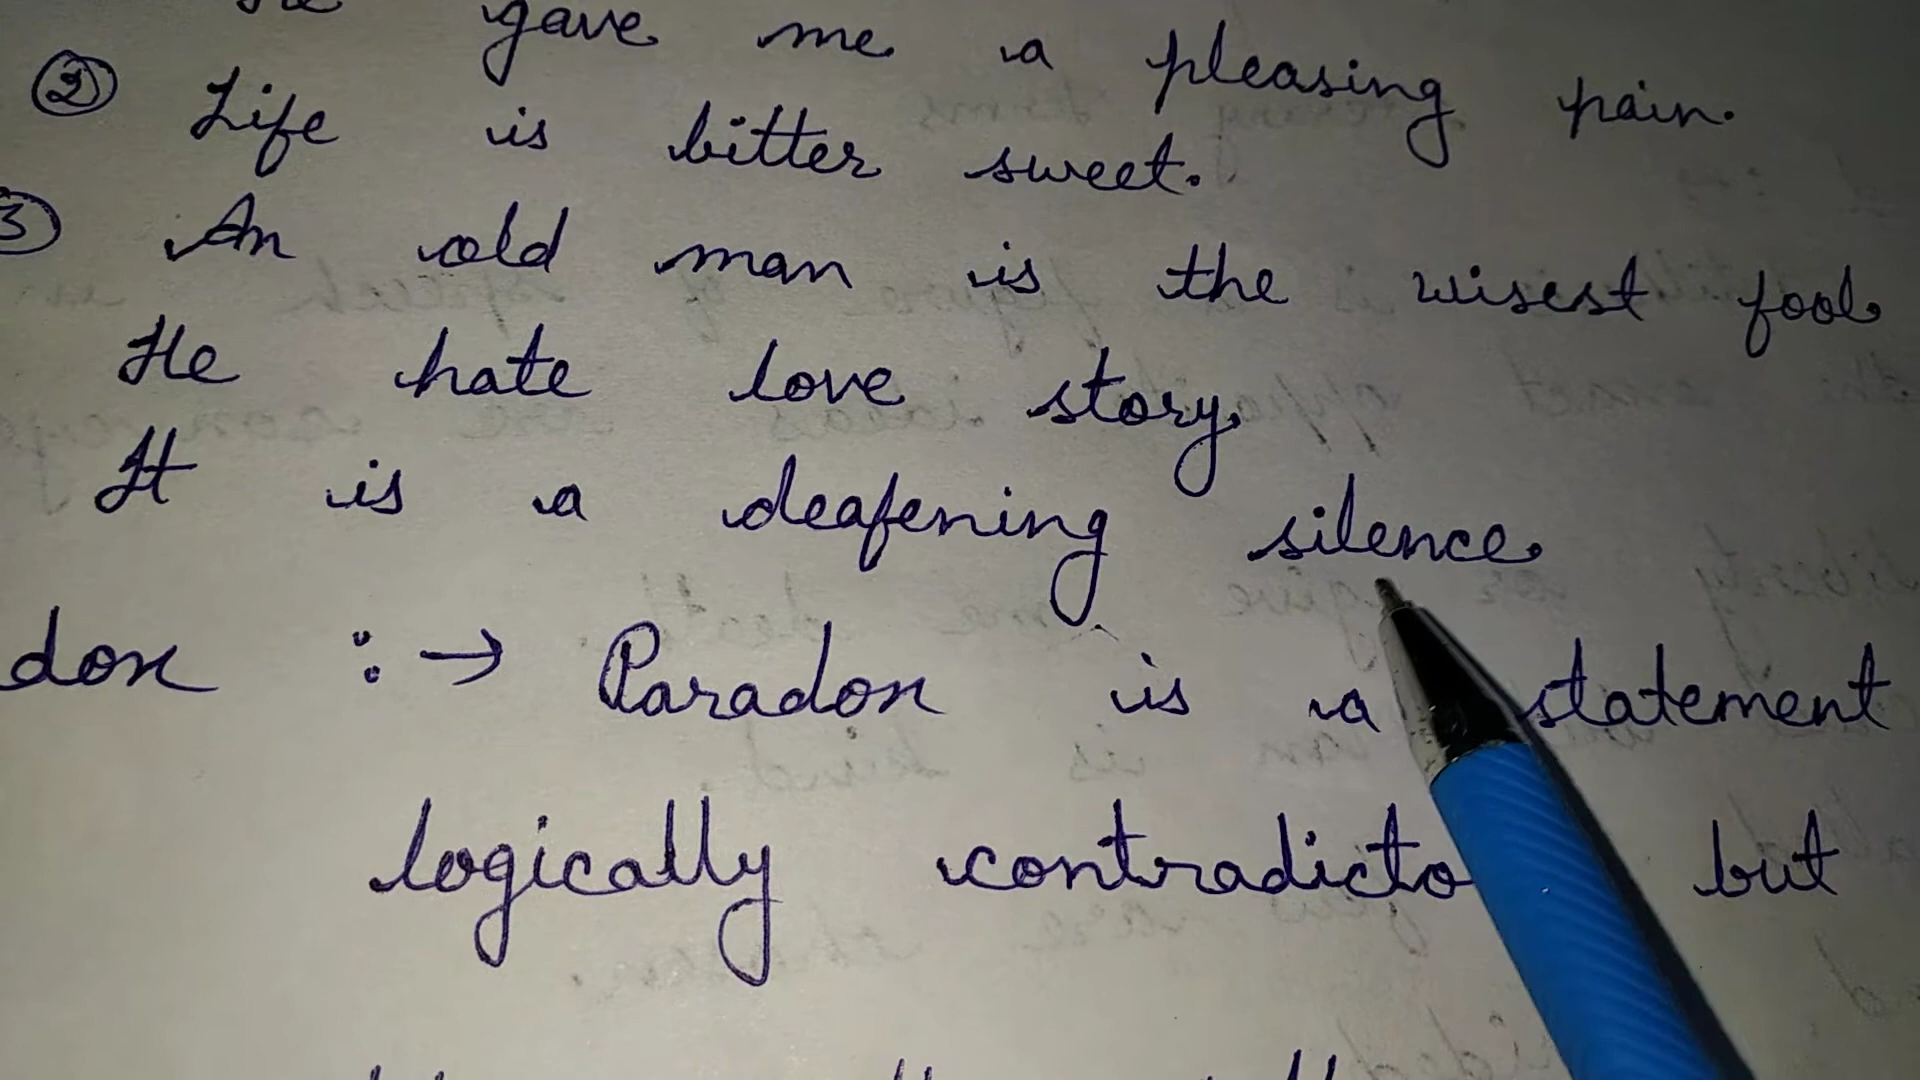 gave me a pleasing pain.
② Life is bitter sweet.
③ An old man is the wisest fool.
He hate love story.
It is a deafening silence.
dox :→ Paradox is a statement
logically contradicto but